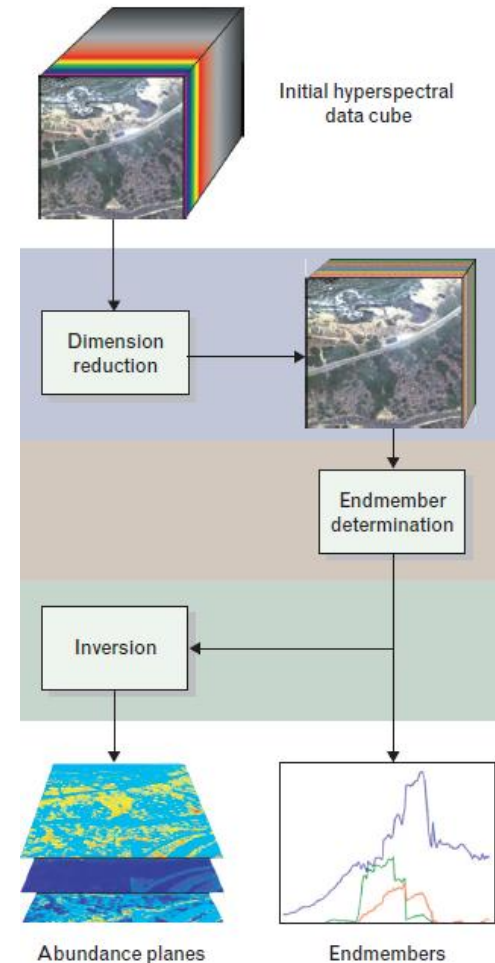 Initial hyperspectral
data cube
Dimension
reduction
Endmember
determination
Inversion
Abundance planes
Endmembers